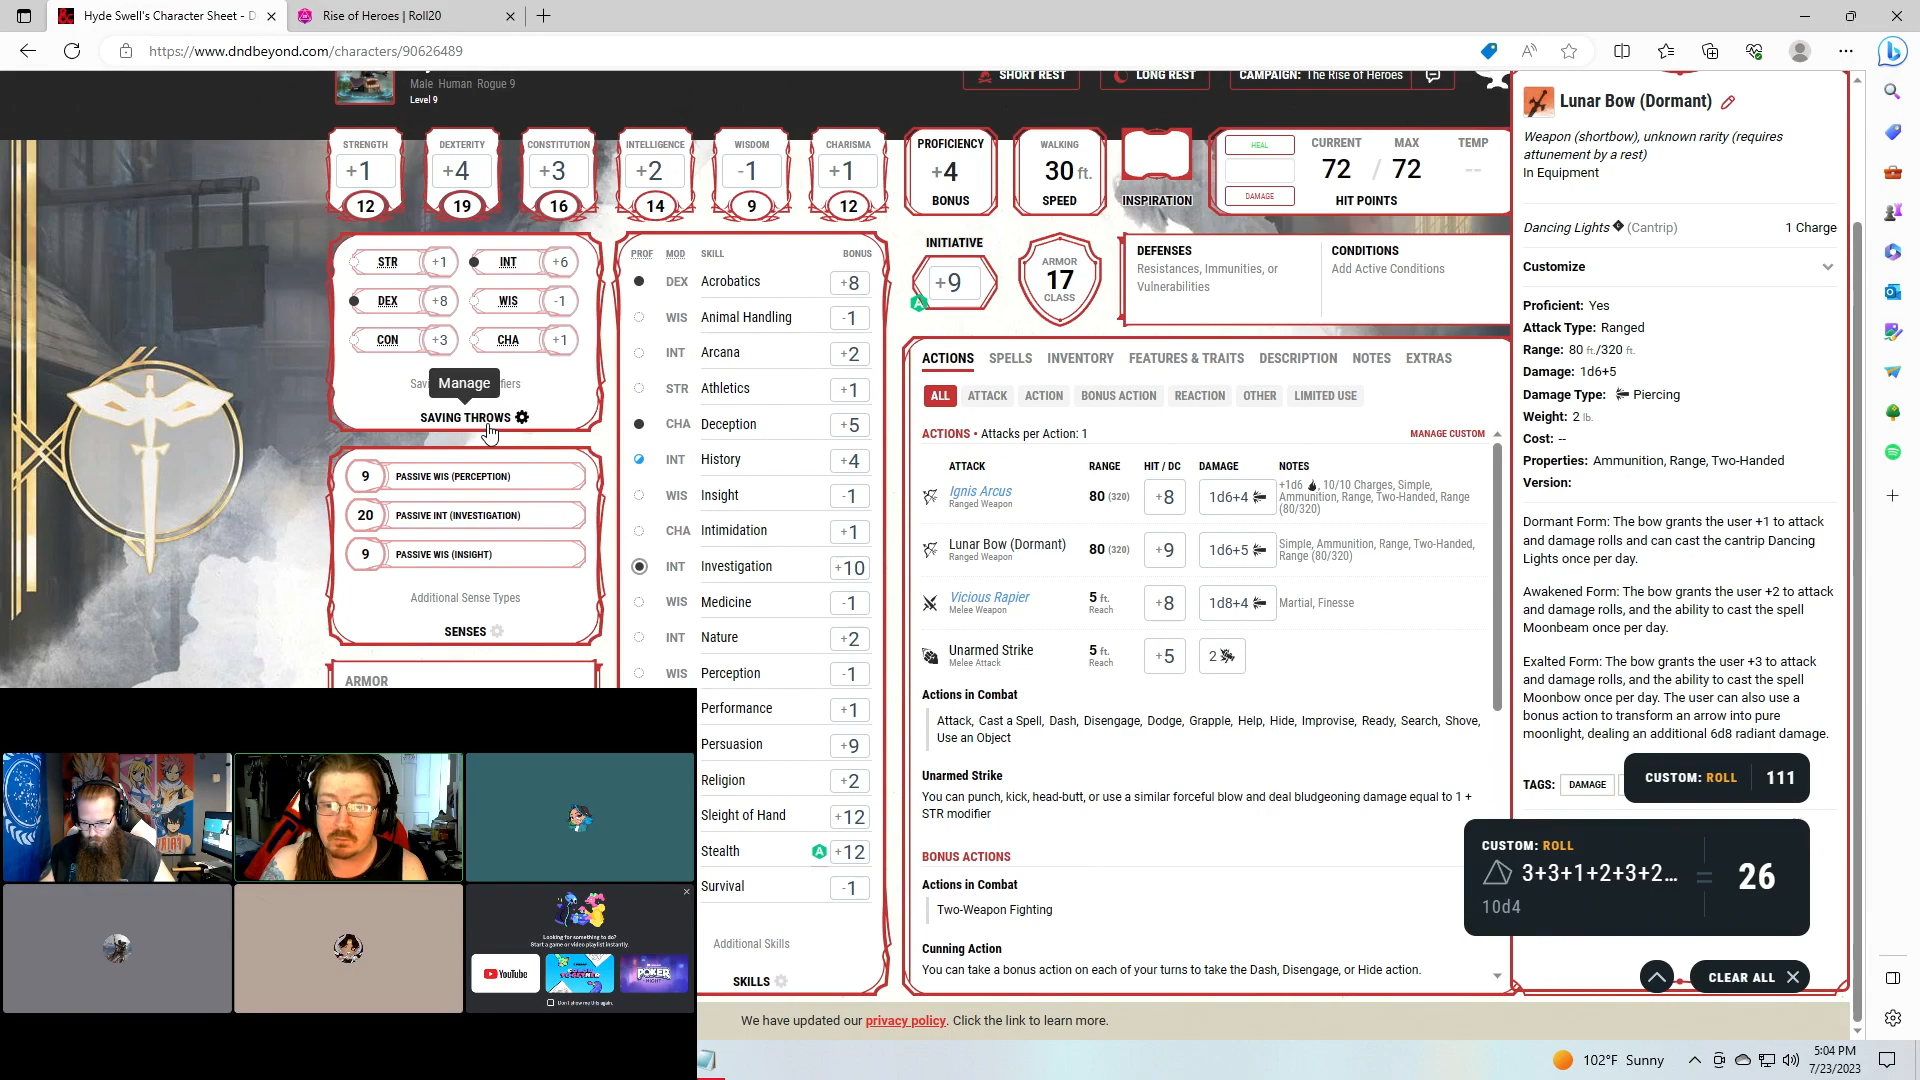 Hyde Swell's Character Sheet - D
Rise of Heroes | Roll20
https://www.dndbeyond.com/characters/90626489
Male Human Rogue 9
Level 9
SHORT REST
LONG REST
CAMPAIGN: The Rise of Heroes
STRENGTH
+1
12
DEXTERITY
+4
19
CONSTITUTION
+3
16
INTELLIGENCE
+2
14
WISDOM
-1
9
CHARISMA
+1
12
PROFICIENCY
+4
BONUS
WALKING
30 ft.
SPEED
INSPIRATION
HEAL
DAMAGE
CURRENT
72
/
MAX
72
TEMP
--
HIT POINTS
STR +1
INT +6
DEX +8
WIS -1
CON +3
CHA +1
Manage
SAVING THROWS
9 PASSIVE WIS (PERCEPTION)
20 PASSIVE INT (INVESTIGATION)
9 PASSIVE WIS (INSIGHT)
Additional Sense Types
SENSES
ARMOR
PROF MOD SKILL BONUS
DEX Acrobatics +8
WIS Animal Handling -1
INT Arcana +2
STR Athletics +1
CHA Deception +5
INT History +4
WIS Insight -1
CHA Intimidation +1
INT Investigation +10
WIS Medicine -1
INT Nature +2
WIS Perception -1
Performance +1
Persuasion +9
Religion +2
Sleight of Hand +12
Stealth A +12
Survival -1
Additional Skills
SKILLS
INITIATIVE
+9
A
ARMOR
17
CLASS
DEFENSES
Resistances, Immunities, or
Vulnerabilities
CONDITIONS
Add Active Conditions
ACTIONS SPELLS INVENTORY FEATURES & TRAITS DESCRIPTION NOTES EXTRAS
ALL ATTACK ACTION BONUS ACTION REACTION OTHER LIMITED USE
ACTIONS • Attacks per Action: 1
MANAGE CUSTOM
ATTACK RANGE HIT / DC DAMAGE NOTES
Ignis Arcus
Ranged Weapon
80 (320)
+8
1d6+4
+1d6 , 10/10 Charges, Simple,
Ammunition, Range, Two-Handed, Range
(80/320)
Lunar Bow (Dormant)
Ranged Weapon
80 (320)
+9
1d6+5
Simple, Ammunition, Range, Two-Handed,
Range (80/320)
Vicious Rapier
Melee Weapon
5 ft.
Reach
+8
1d8+4
Martial, Finesse
Unarmed Strike
Melee Attack
5 ft.
Reach
+5
2
Actions in Combat
Attack, Cast a Spell, Dash, Disengage, Dodge, Grapple, Help, Hide, Improvise, Ready, Search, Shove,
Use an Object
Unarmed Strike
You can punch, kick, head-butt, or use a similar forceful blow and deal bludgeoning damage equal to 1 +
STR modifier
BONUS ACTIONS
Actions in Combat
Two-Weapon Fighting
Cunning Action
You can take a bonus action on each of your turns to take the Dash, Disengage, or Hide action.
Lunar Bow (Dormant)
Weapon (shortbow), unknown rarity (requires
attunement by a rest)
In Equipment
Dancing Lights (Cantrip) 1 Charge
Customize
Proficient: Yes
Attack Type: Ranged
Range: 80 ft./320 ft.
Damage: 1d6+5
Damage Type: Piercing
Weight: 2 lb.
Cost: --
Properties: Ammunition, Range, Two-Handed
Version:
Dormant Form: The bow grants the user +1 to attack
and damage rolls and can cast the cantrip Dancing
Lights once per day.
Awakened Form: The bow grants the user +2 to attack
and damage rolls, and the ability to cast the spell
Moonbeam once per day.
Exalted Form: The bow grants the user +3 to attack
and damage rolls, and the ability to cast the spell
Moonbow once per day. The user can also use a
bonus action to transform an arrow into pure
moonlight, dealing an additional 6d8 radiant damage.
TAGS: DAMAGE
CUSTOM: ROLL 111
CUSTOM: ROLL
3+3+1+2+3+2... = 26
10d4
CLEAR ALL
Looking for something to do?
Start a game or video playlist instantly.
YouTube
POKER
NIGHT
Don't show me this again.
We have updated our privacy policy. Click the link to learn more.
102°F Sunny
5:04 PM
7/23/2023